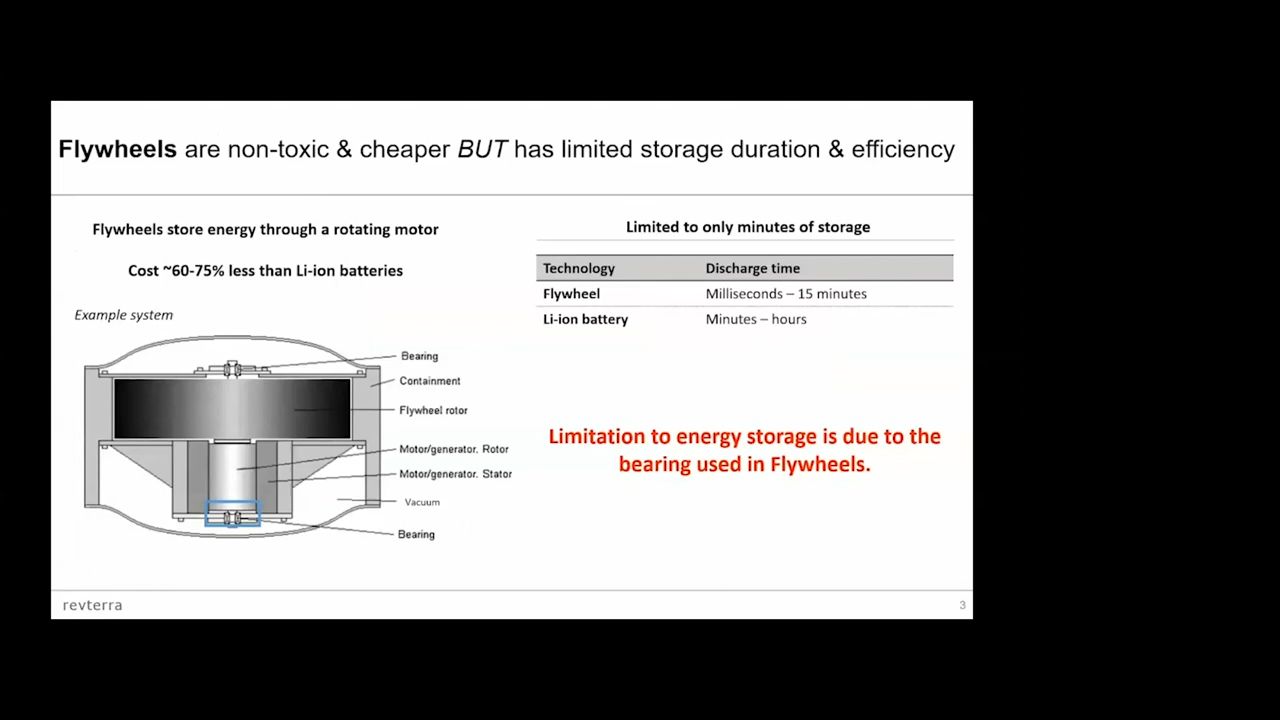 Flywheels are non-toxic & cheaper BUT has limited storage duration & efficiency
Flywheels store energy through a rotating motor
Cost ~60-75% less than Li-ion batteries
Example system
Bearing
Containment
Flywheel rotor
Motor/generator. Rotor
Motor/generator. Stator
Vacuum
Bearing
Limited to only minutes of storage
Technology Discharge time
Flywheel Milliseconds – 15 minutes
Li-ion battery Minutes – hours
Limitation to energy storage is due to the
bearing used in Flywheels.
revterra
3